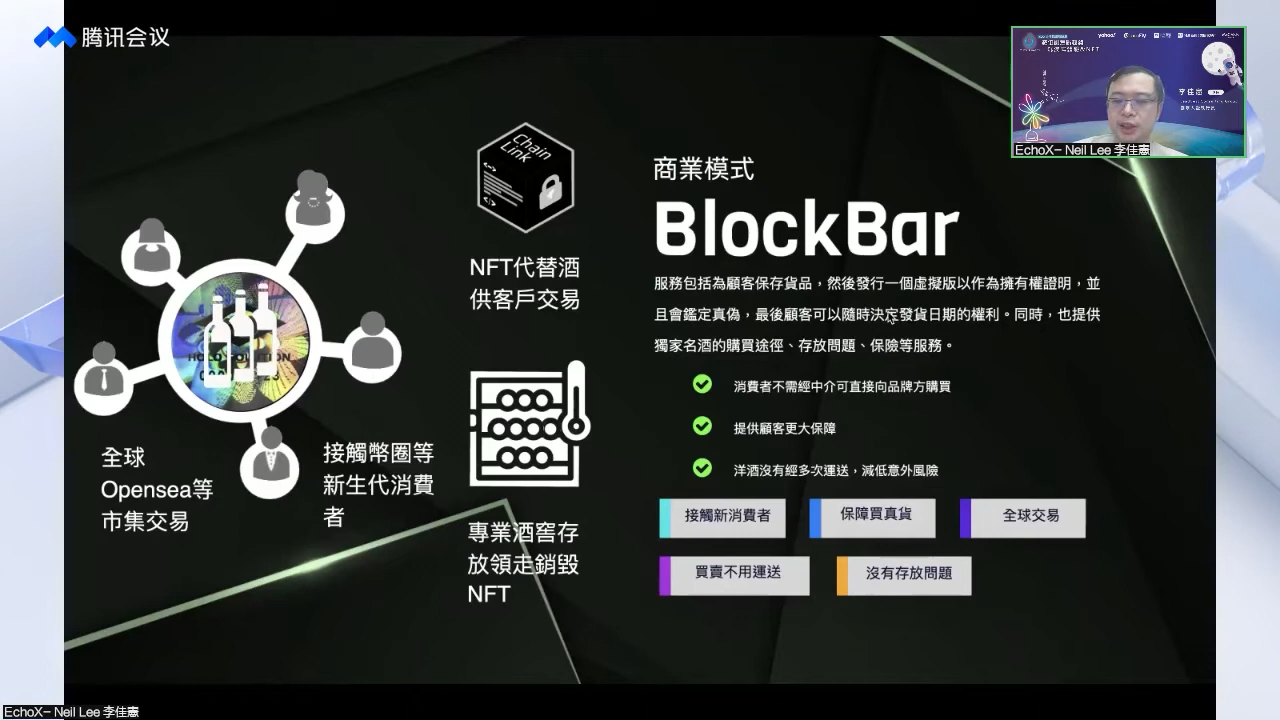 腾讯会议
yahoo!
李佳憲
EchoX- Neil Lee 李佳憲
Chain
Link
商業模式
BlockBar
NFT代替酒
供客戶交易
服務包括為顧客保存貨品，然後發行一個虛擬版以作為擁有權證明，並
且會鑑定真偽，最後顧客可以隨時決定發貨日期的權利。同時，也提供
獨家名酒的購買途徑、存放問題、保險等服務。
消費者不需經中介可直接向品牌方購買
提供顧客更大保障
洋酒沒有經多次運送，減低意外風險
全球
Opensea等
市集交易
接觸幣圈等
新生代消費
者
專業酒窖存
放領走銷毀
NFT
接觸新消費者
保障買真貨
全球交易
買賣不用運送
沒有存放問題
EchoX- Neil Lee 李佳憲